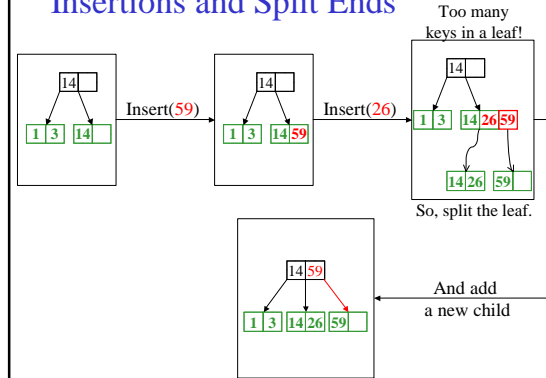 Insertions and Split Ends
Too many
keys in a leaf!
14
1 3 14
Insert(59)
14
1 3 14 59
Insert(26)
14
1 3 14 26 59
14 26 59
So, split the leaf.
And add
a new child
14 59
1 3 14 26 59